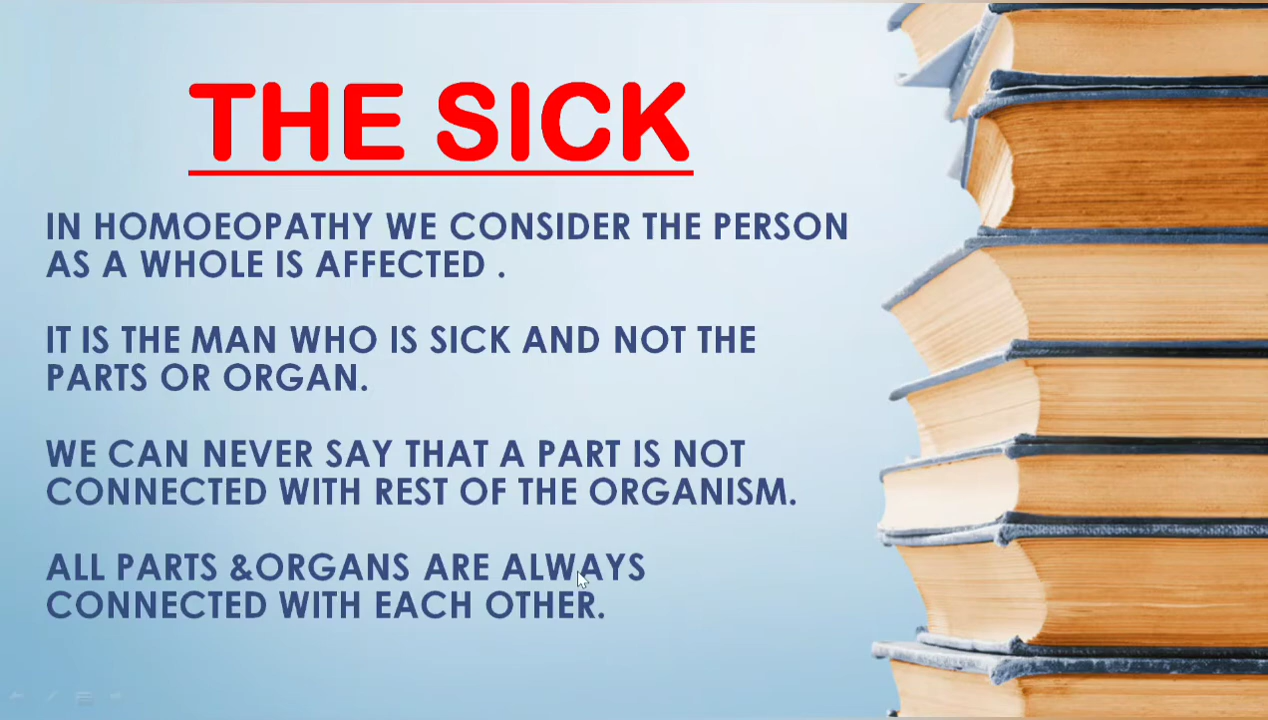 THE SICK
IN HOMOEOPATHY WE CONSIDER THE PERSON
AS A WHOLE IS AFFECTED .
IT IS THE MAN WHO IS SICK AND NOT THE
PARTS OR ORGAN.
WE CAN NEVER SAY THAT A PART IS NOT
CONNECTED WITH REST OF THE ORGANISM.
ALL PARTS &ORGANS ARE ALWAYS
CONNECTED WITH EACH OTHER.